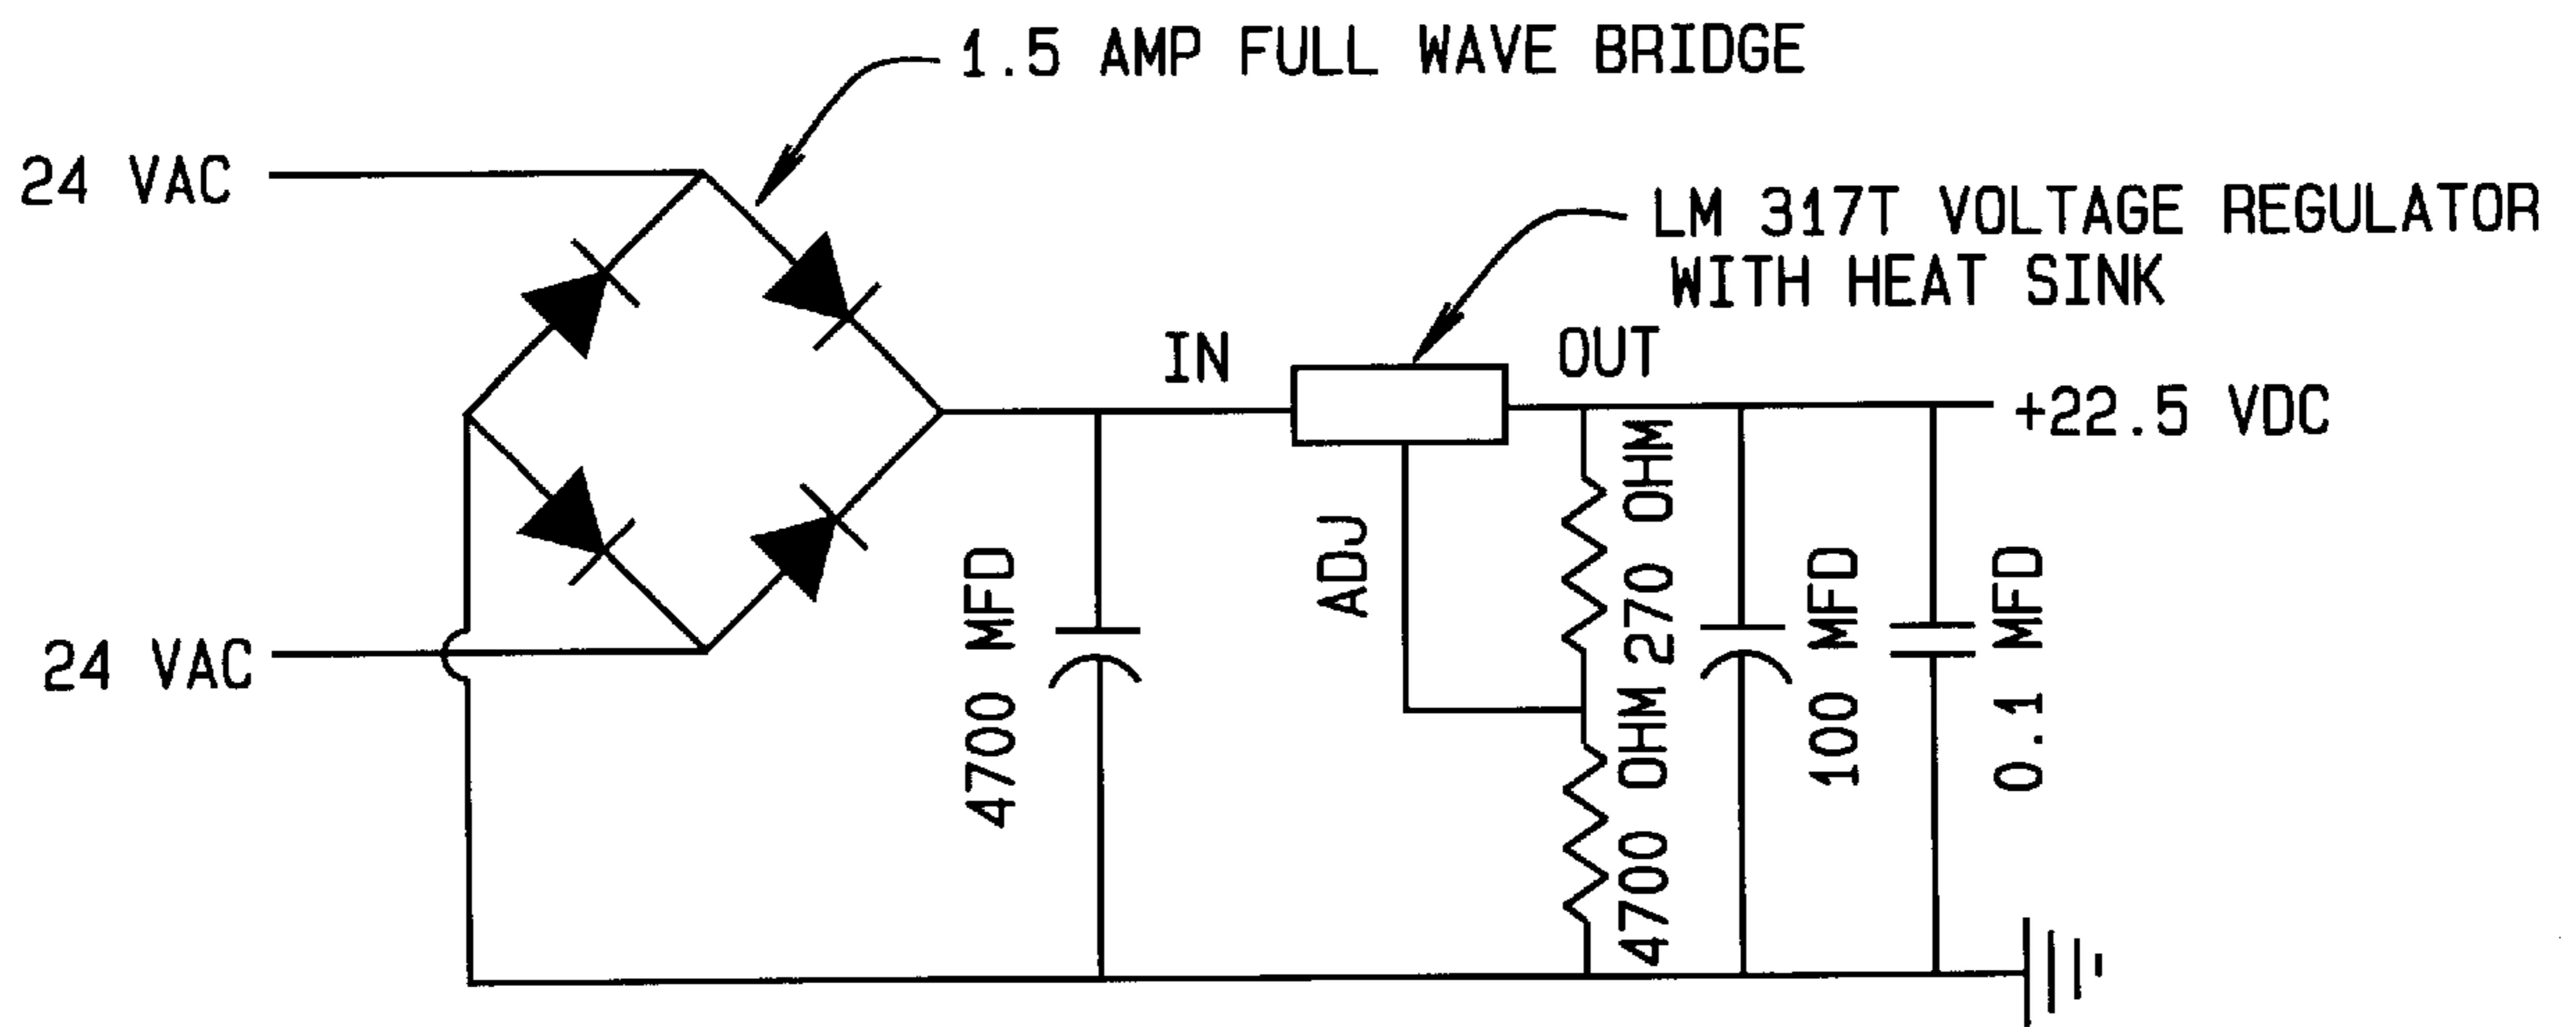 1.5 AMP FULL WAVE BRIDGE
24 VAC
LM 317T VOLTAGE REGULATOR
WITH HEAT SINK
IN
OUT
+22.5 VDC
ADJ
270 OHM
4700 MFD
4700 OHM
100 MFD
0.1 MFD
24 VAC